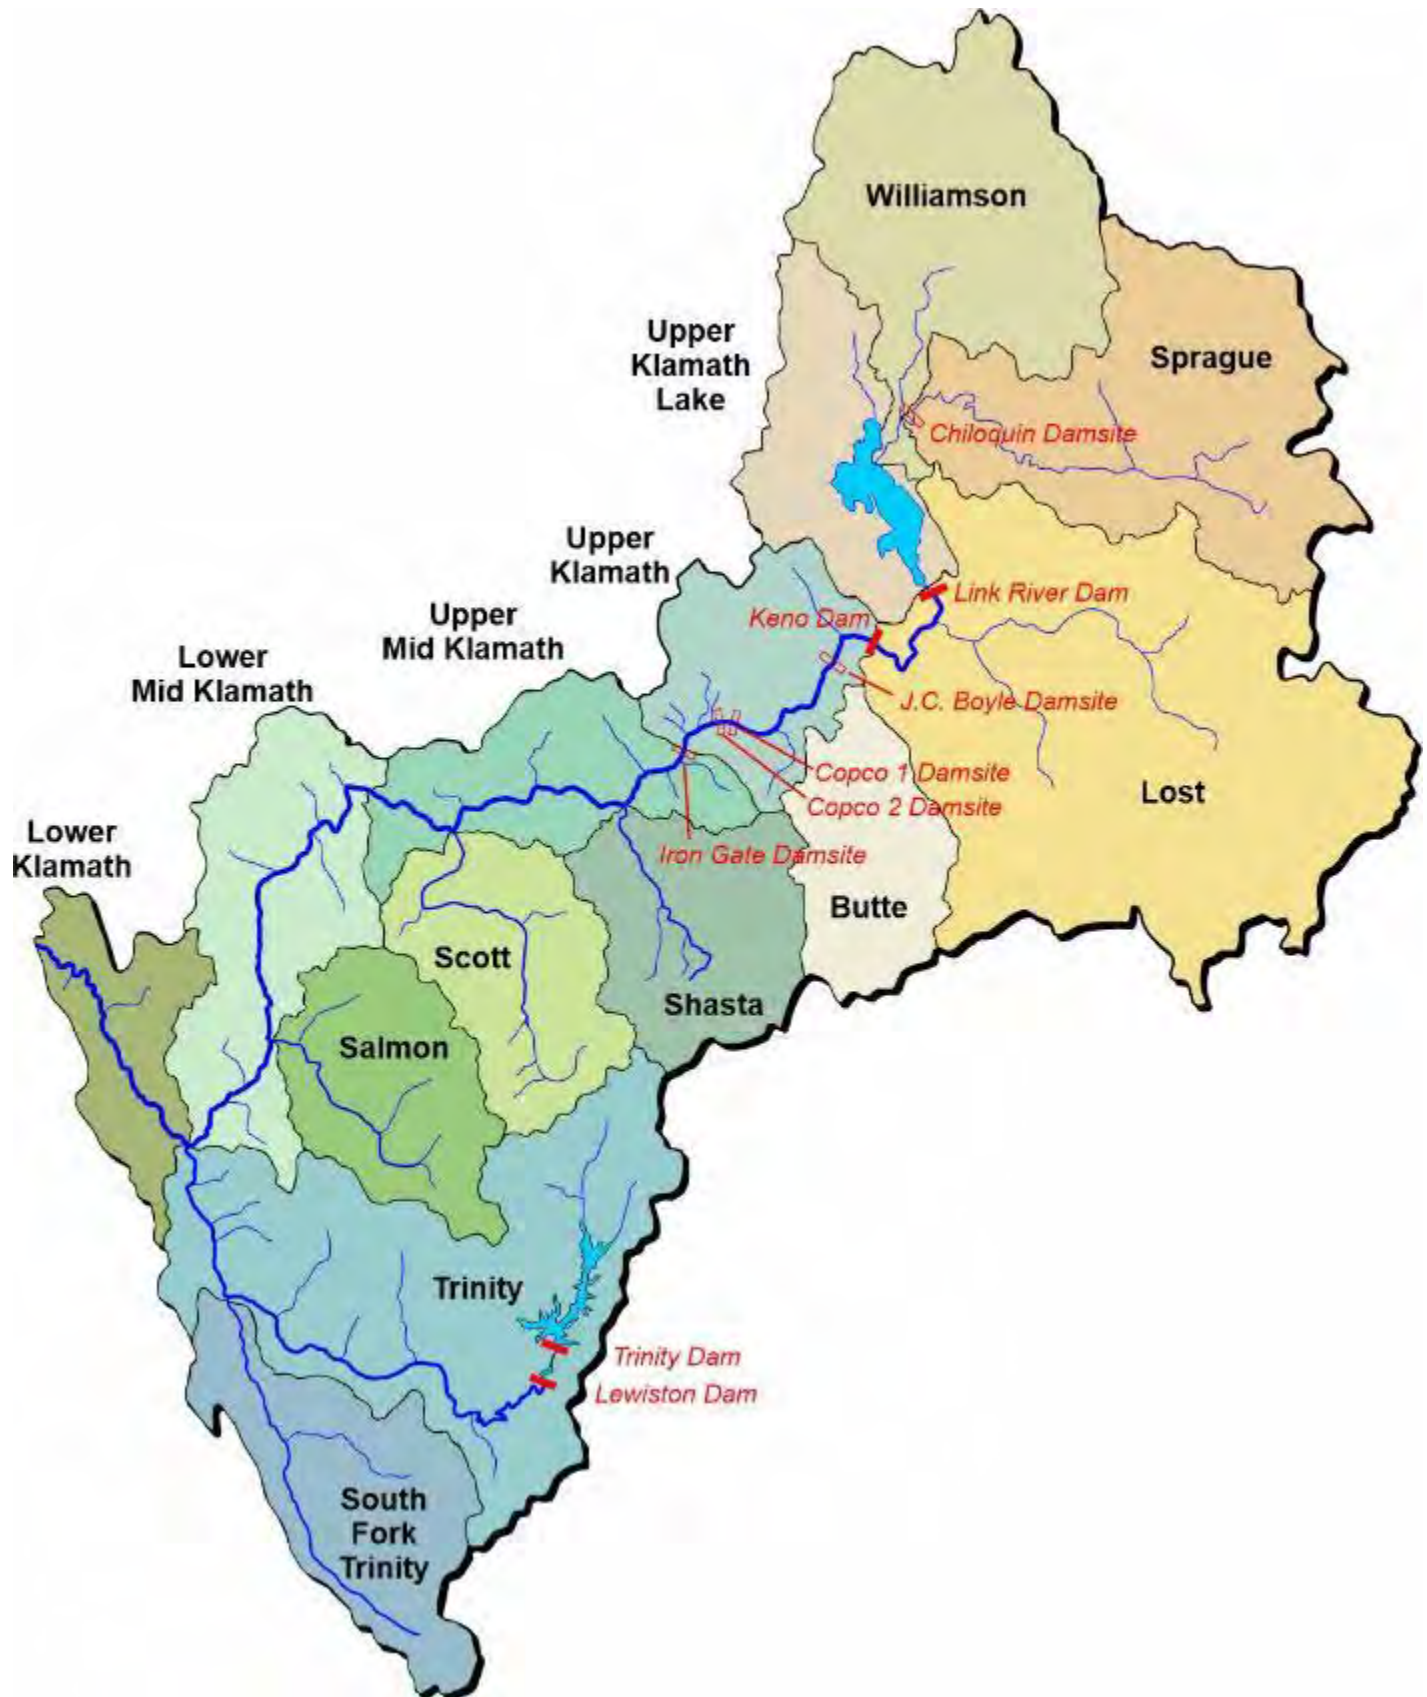 Williamson
Upper
Klamath
Lake
Sprague
Chiloquin Damsite
Upper
Klamath
Link River Dam
Keno Dam
Upper
Mid Klamath
Lower
Mid Klamath
J.C. Boyle Damsite
Copco 1 Damsite
Lost
Copco 2 Damsite
Lower
Klamath
Iron Gate Damsite
Butte
Scott
Shasta
Salmon
Trinity
Trinity Dam
Lewiston Dam
South
Fork
Trinity